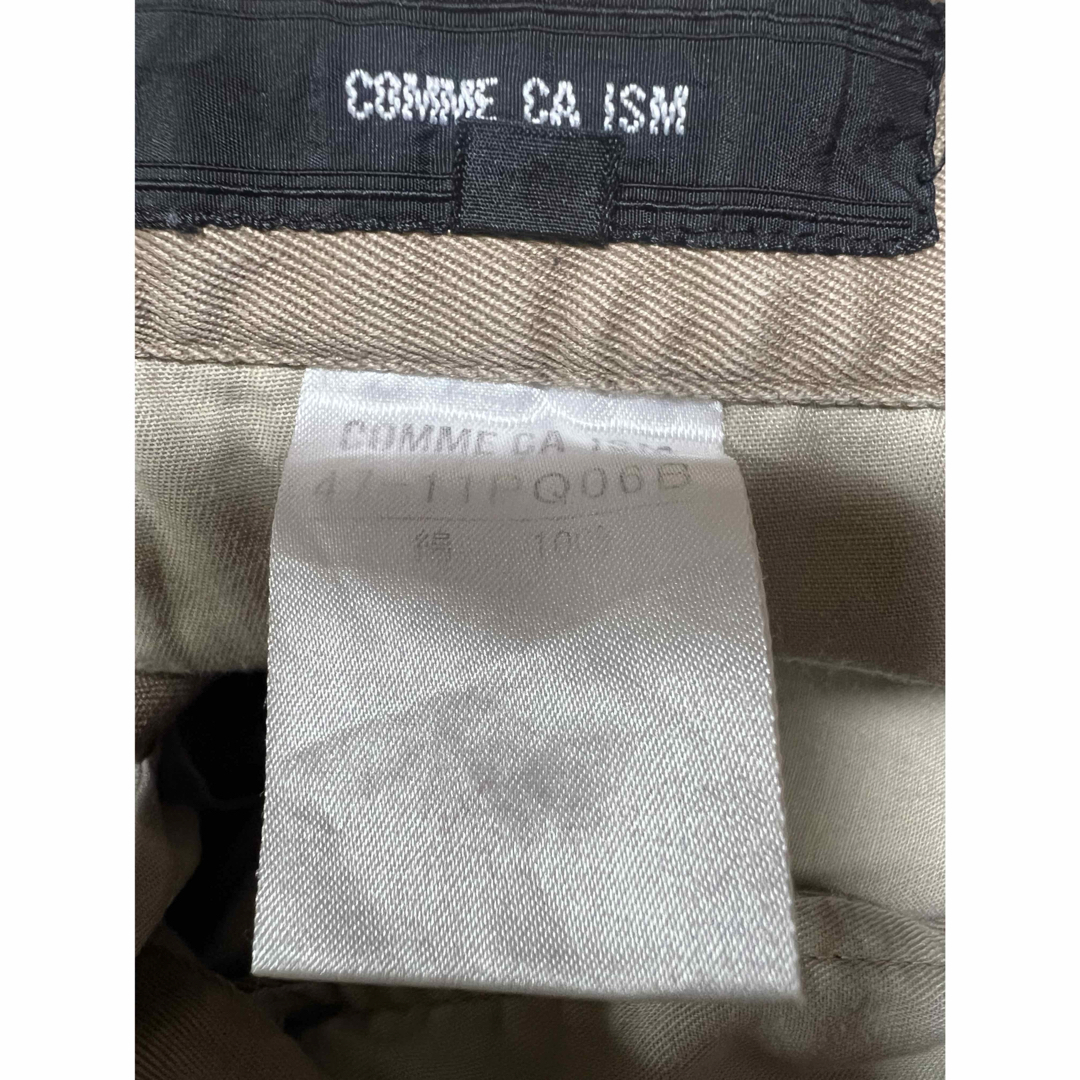 COMME CA ISM
COMME CA ISM
47-11PQ06B
綿 100